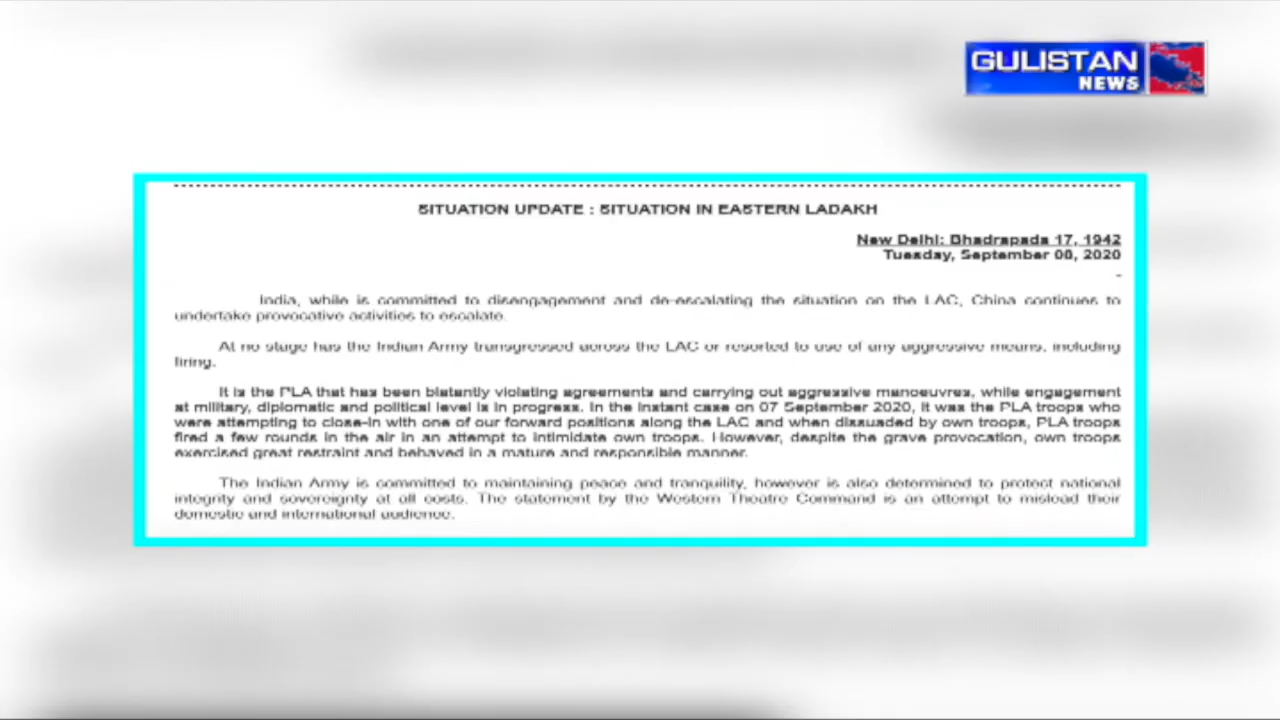 GULISTAN
NEWS
SITUATION UPDATE : SITUATION IN EASTERN LADAKH
New Delhi: Bhadrapada 17, 1942
Tuesday, September 08, 2020
India, while is committed to disengagement and de-escalating the situation on the LAC, China continues to
undertake provocative activities to escalate.
At no stage has the Indian Army transgressed across the LAC or resorted to use of any aggressive means, including
firing.
It is the PLA that has been blatantly violating agreements and carrying out aggressive manoeuvres, while engagement
at military, diplomatic and political level is in progress. In the instant case on 07 September 2020, it was the PLA troops who
were attempting to close-in with one of our forward positions along the LAC and when dissuaded by own troops, PLA troops
fired a few rounds in the air in an attempt to intimidate own troops. However, despite the grave provocation, own troops
exercised great restraint and behaved in a mature and responsible manner.
The Indian Army is committed to maintaining peace and tranquility, however is also determined to protect national
integrity and sovereignty at all costs. The statement by the Western Theatre Command is an attempt to mislead their
domestic and international audience.